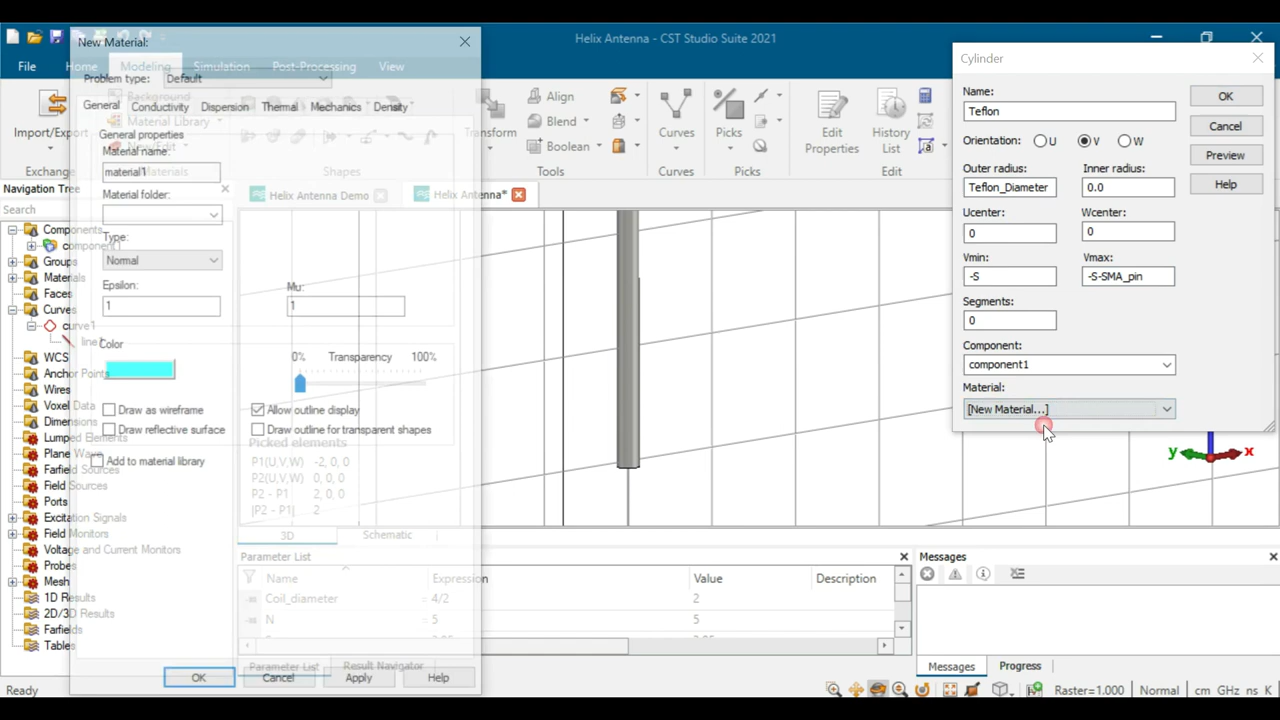 Helix Antenna - CST Studio Suite 2021
File Home Modeling Simulation Post-Processing View
Background
Material Library
New/Edit
Import/Export
Exchange
Materials
Shapes
Transform
Align
Blend
Boolean
Tools
Curves
Curves
Picks
Picks
Edit Properties
History List
Edit
New Material:
Problem type: Default
General Conductivity Dispersion Thermal Mechanics Density
General properties
Material name:
material1
Material folder:
Type:
Normal
Epsilon: Mu:
1 1
Color
0% Transparency 100%
Draw as wireframe
Allow outline display
Draw reflective surface
Draw outline for transparent shapes
Add to material library
OK Cancel Apply Help
Navigation Tree
Search
Components
component1
Groups
Materials
Faces
Curves
curve1
line1
WCS
Anchor Points
Wires
Voxel Data
Dimensions
Lumped Elements
Plane Wave
Farfield Sources
Field Sources
Ports
Excitation Signals
Field Monitors
Voltage and Current Monitors
Probes
Mesh
1D Results
2D/3D Results
Farfields
Tables
Helix Antenna Demo
Helix Antenna*
Picked elements
P1(U,V,W) -2, 0, 0
P2(U,V,W) 0, 0, 0
P2 - P1 2, 0, 0
|P2 - P1| 2
3D Schematic
y x
Parameter List
Name Expression Value Description
Coil_diameter = 4/2 2
N = 5 5
Parameter List Result Navigator
Messages
Messages Progress
Cylinder
Name:
Teflon
Orientation: U V W
Outer radius: Inner radius:
Teflon_Diameter 0.0
Ucenter: Wcenter:
0 0
Vmin: Vmax:
-S -S-SMA_pin
Segments:
0
Component:
component1
Material:
[New Material...]
OK
Cancel
Preview
Help
Ready
Raster=1.000 Normal cm GHz ns K